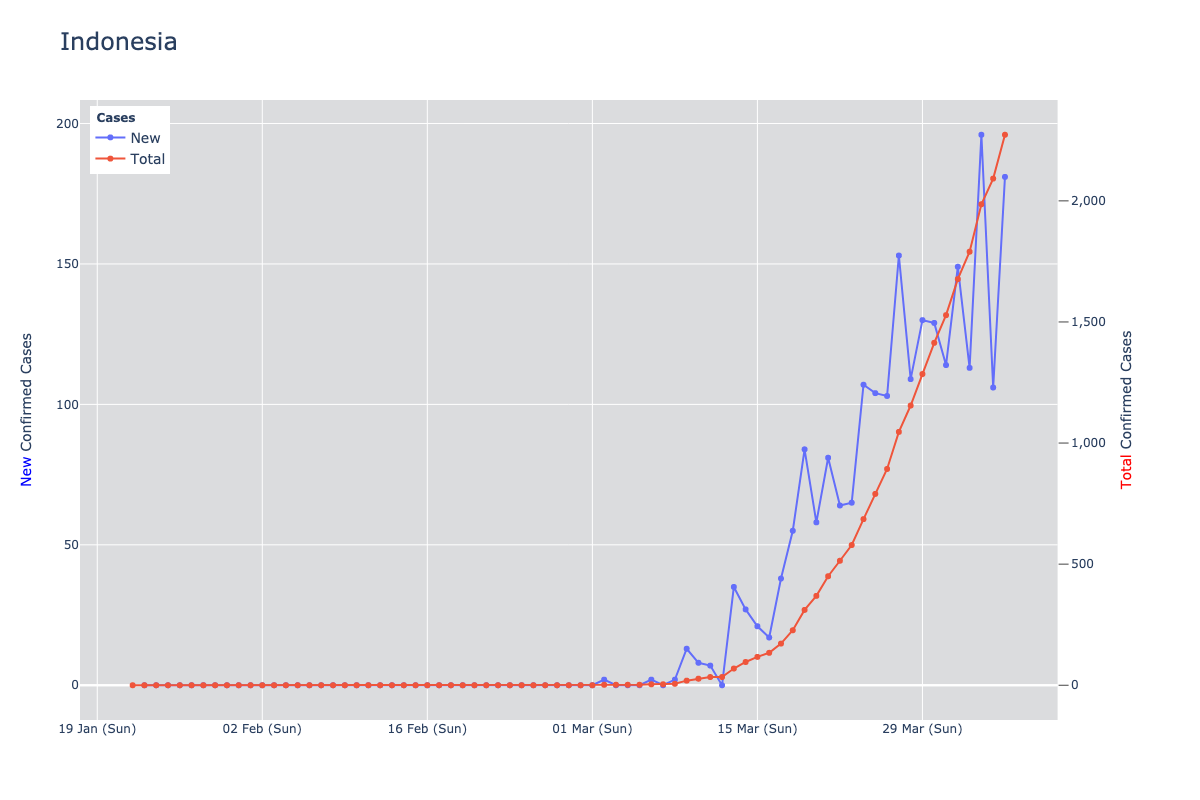 Indonesia
Cases
New
Total
200
150
100
50
0
2,000
1,500
1,000
500
0
New Confirmed Cases
Total Confirmed Cases
19 Jan (Sun)
02 Feb (Sun)
16 Feb (Sun)
01 Mar (Sun)
15 Mar (Sun)
29 Mar (Sun)